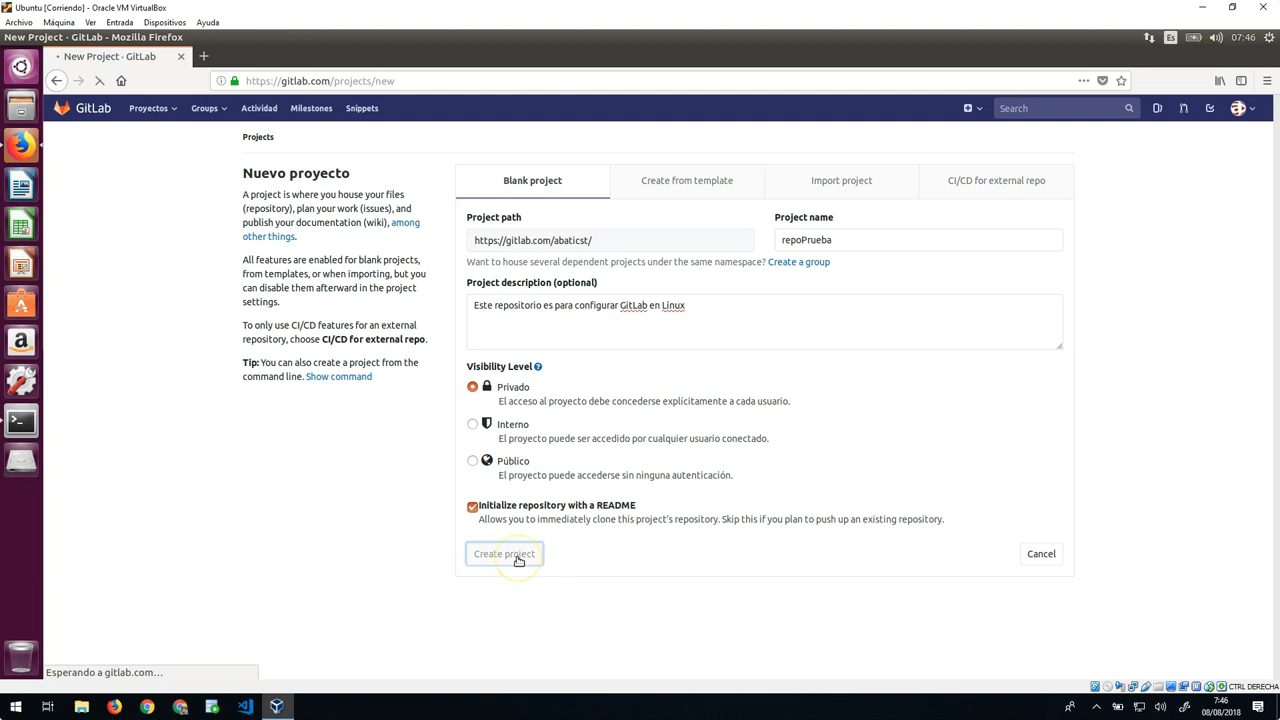 Ubuntu [Corriendo] - Oracle VM VirtualBox
Archivo Máquina Ver Entrada Dispositivos Ayuda
New Project · GitLab - Mozilla Firefox
Es
07:46
New Project · GitLab
https://gitlab.com/projects/new
GitLab Proyectos Groups Actividad Milestones Snippets Search
Projects
Nuevo proyecto
A project is where you house your files
(repository), plan your work (issues), and
publish your documentation (wiki), among
other things.
All features are enabled for blank projects,
from templates, or when importing, but you
can disable them afterward in the project
settings.
To only use CI/CD features for an external
repository, choose CI/CD for external repo.
Tip: You can also create a project from the
command line. Show command
Blank project Create from template Import project CI/CD for external repo
Project path Project name
https://gitlab.com/abaticst/ repoPrueba
Want to house several dependent projects under the same namespace? Create a group
Project description (optional)
Este repositorio es para configurar GitLab en Linux
Visibility Level
Privado
El acceso al proyecto debe concederse explícitamente a cada usuario.
Interno
El proyecto puede ser accedido por cualquier usuario conectado.
Público
El proyecto puede accederse sin ninguna autenticación.
Initialize repository with a README
Allows you to immediately clone this project's repository. Skip this if you plan to push up an existing repository.
Create project Cancel
Esperando a gitlab.com…
CTRL DERECHA
7:46
08/08/2018